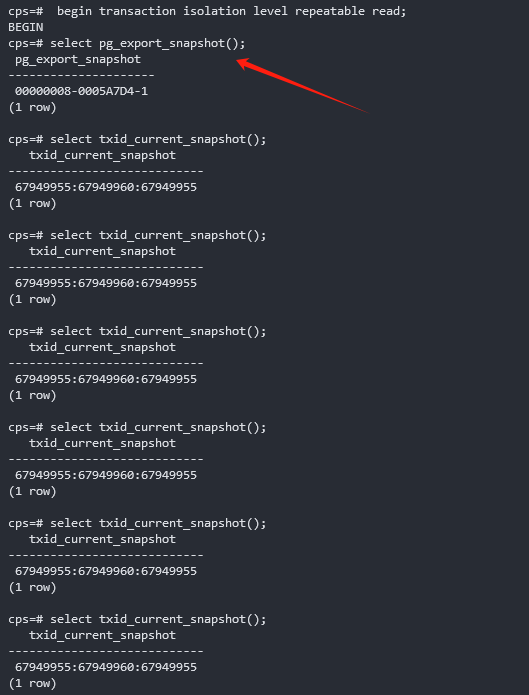 cps=#  begin transaction isolation level repeatable read;
BEGIN
cps=# select pg_export_snapshot();
 pg_export_snapshot
---------------------
 00000008-0005A7D4-1
(1 row)

cps=# select txid_current_snapshot();
   txid_current_snapshot
----------------------------
 67949955:67949960:67949955
(1 row)

cps=# select txid_current_snapshot();
   txid_current_snapshot
----------------------------
 67949955:67949960:67949955
(1 row)

cps=# select txid_current_snapshot();
   txid_current_snapshot
----------------------------
 67949955:67949960:67949955
(1 row)

cps=# select txid_current_snapshot();
   txid_current_snapshot
----------------------------
 67949955:67949960:67949955
(1 row)

cps=# select txid_current_snapshot();
   txid_current_snapshot
----------------------------
 67949955:67949960:67949955
(1 row)

cps=# select txid_current_snapshot();
   txid_current_snapshot
----------------------------
 67949955:67949960:67949955
(1 row)